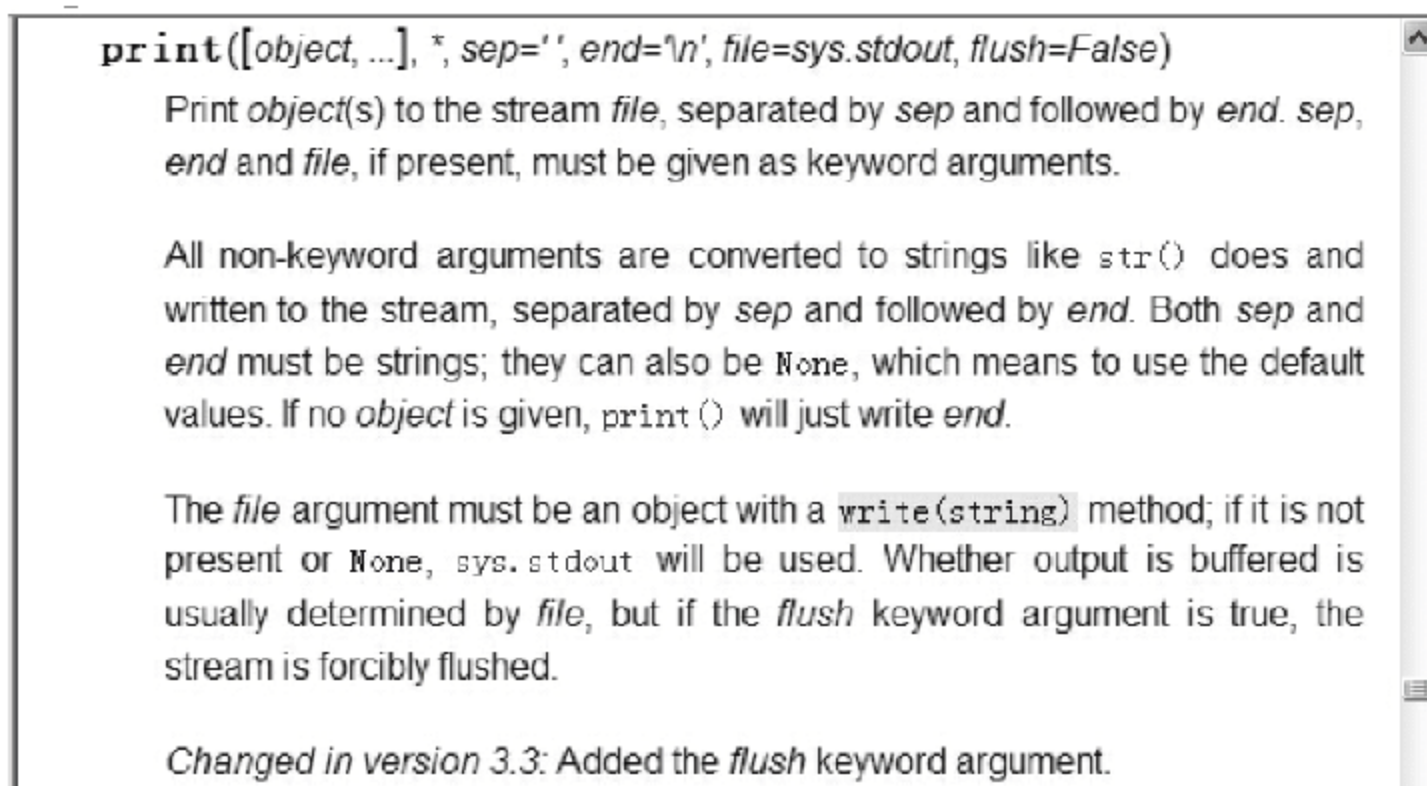 print([object, ...], *, sep=' ', end='\n', file=sys.stdout, flush=False)
Print object(s) to the stream file, separated by sep and followed by end. sep,
end and file, if present, must be given as keyword arguments.
All non-keyword arguments are converted to strings like str() does and
written to the stream, separated by sep and followed by end. Both sep and
end must be strings; they can also be None, which means to use the default
values. If no object is given, print() will just write end.
The file argument must be an object with a write(string) method; if it is not
present or None, sys.stdout will be used. Whether output is buffered is
usually determined by file, but if the flush keyword argument is true, the
stream is forcibly flushed.
Changed in version 3.3: Added the flush keyword argument.